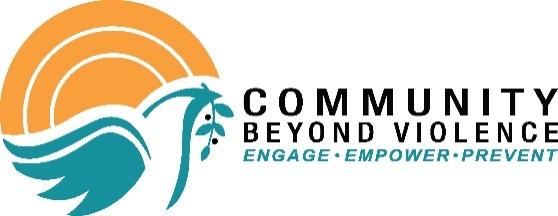 COMMUNITY
BEYOND VIOLENCE
ENGAGE • EMPOWER • PREVENT